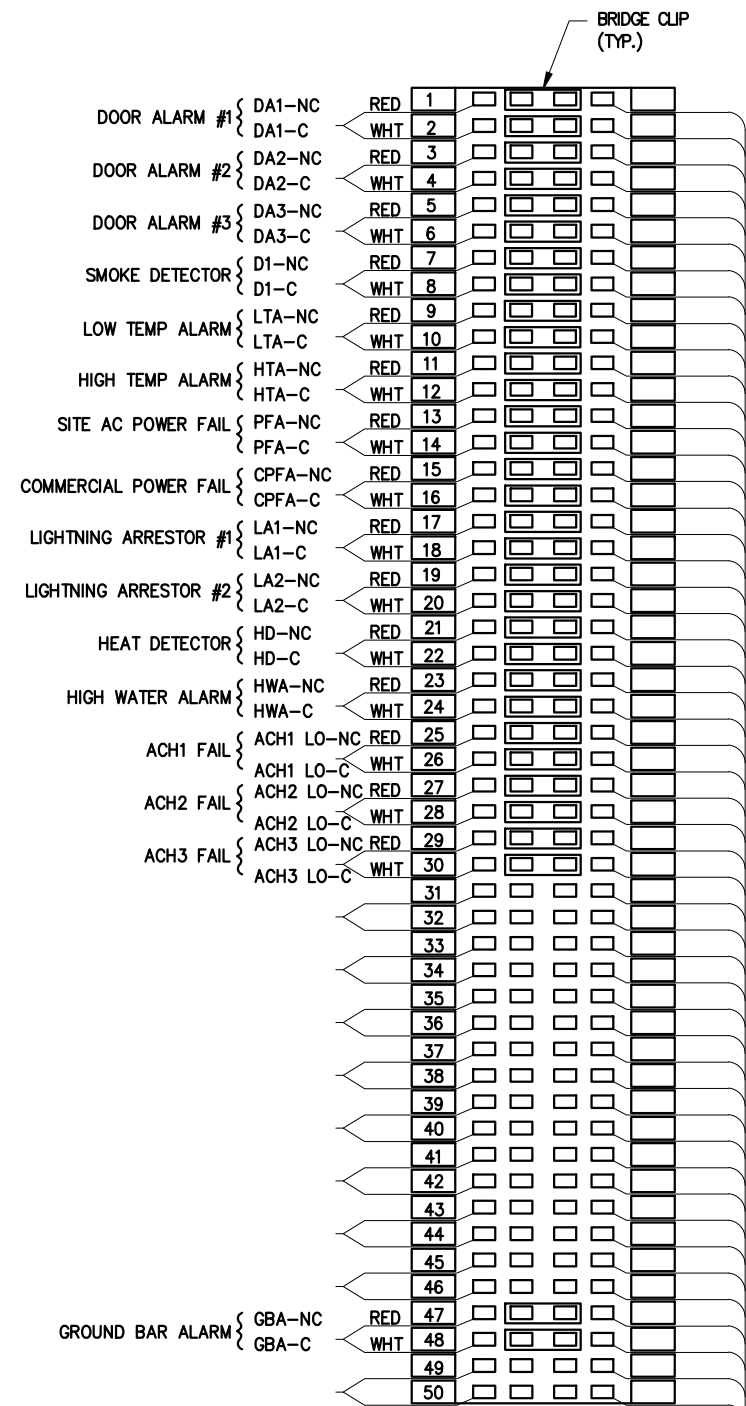 BRIDGE CLIP
(TYP.)
DOOR ALARM #1
DA1-NC RED 1
DA1-C WHT 2
DOOR ALARM #2
DA2-NC RED 3
DA2-C WHT 4
DOOR ALARM #3
DA3-NC RED 5
DA3-C WHT 6
SMOKE DETECTOR
D1-NC RED 7
D1-C WHT 8
LOW TEMP ALARM
LTA-NC RED 9
LTA-C WHT 10
HIGH TEMP ALARM
HTA-NC RED 11
HTA-C WHT 12
SITE AC POWER FAIL
PFA-NC RED 13
PFA-C WHT 14
COMMERCIAL POWER FAIL
CPFA-NC RED 15
CPFA-C WHT 16
LIGHTNING ARRESTOR #1
LA1-NC RED 17
LA1-C WHT 18
LIGHTNING ARRESTOR #2
LA2-NC RED 19
LA2-C WHT 20
HEAT DETECTOR
HD-NC RED 21
HD-C WHT 22
HIGH WATER ALARM
HWA-NC RED 23
HWA-C WHT 24
ACH1 FAIL
ACH1 LO-NC RED 25
ACH1 LO-C WHT 26
ACH2 FAIL
ACH2 LO-NC RED 27
ACH2 LO-C WHT 28
ACH3 FAIL
ACH3 LO-NC RED 29
ACH3 LO-C WHT 30
31
32
33
34
35
36
37
38
39
40
41
42
43
44
45
46
GROUND BAR ALARM
GBA-NC RED 47
GBA-C WHT 48
49
50